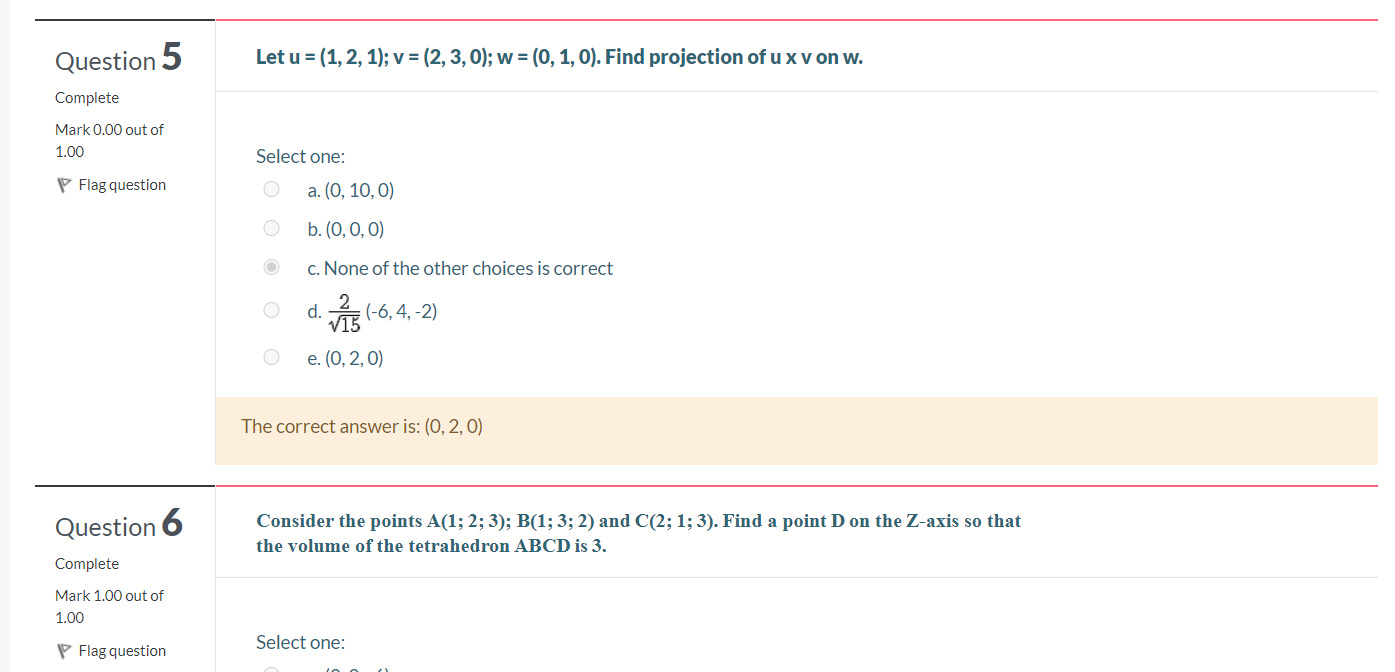 Question 5
Complete
Mark 0.00 out of
1.00
Flag question
Let u = (1, 2, 1); v = (2, 3, 0); w = (0, 1, 0). Find projection of u x v on w.
Select one:
a. (0, 10, 0)
b. (0, 0, 0)
c. None of the other choices is correct
d. 2/√15 (-6, 4, -2)
e. (0, 2, 0)
The correct answer is: (0, 2, 0)
Question 6
Complete
Mark 1.00 out of
1.00
Flag question
Consider the points A(1; 2; 3); B(1; 3; 2) and C(2; 1; 3). Find a point D on the Z-axis so that
the volume of the tetrahedron ABCD is 3.
Select one: